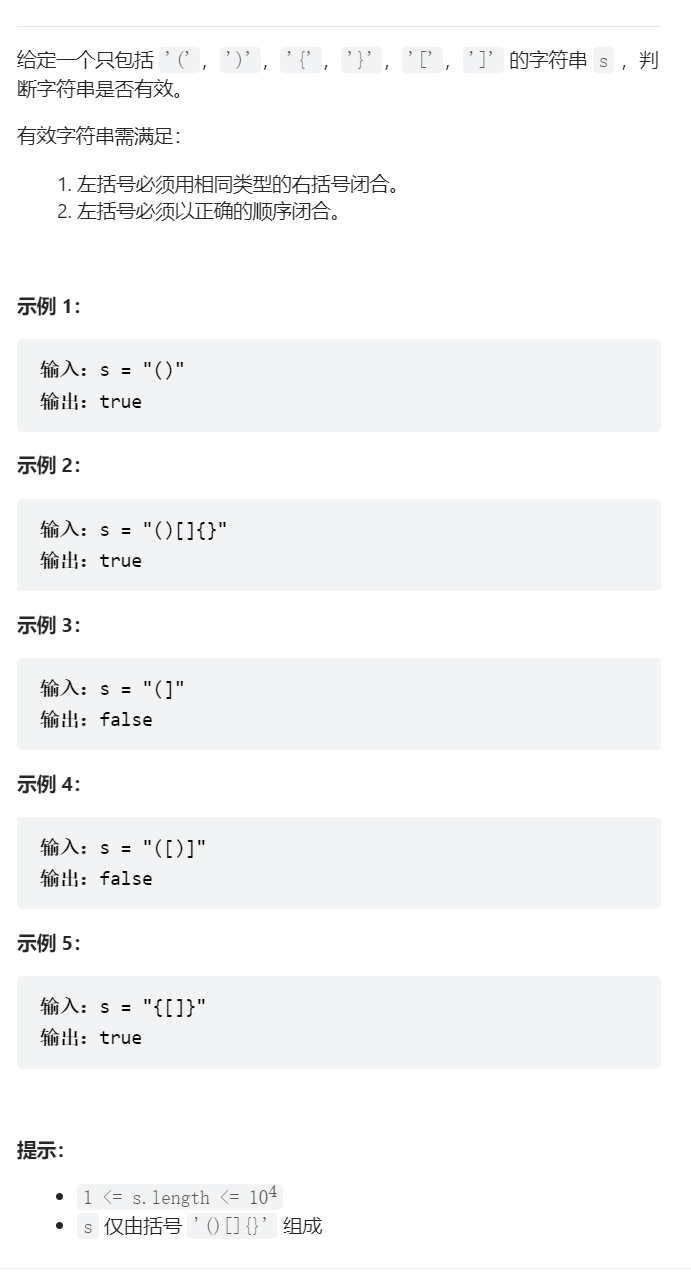 给定一个只包括 '('，')'，'{'，'}'，'['，']' 的字符串 s ，判
断字符串是否有效。
有效字符串需满足：
1. 左括号必须用相同类型的右括号闭合。
2. 左括号必须以正确的顺序闭合。
示例 1：
输入：s = "()"
输出：true
示例 2：
输入：s = "()[]{}"
输出：true
示例 3：
输入：s = "(]"
输出：false
示例 4：
输入：s = "([)]"
输出：false
示例 5：
输入：s = "{[]}"
输出：true
提示：
• 1 <= s.length <= 10⁴
• s 仅由括号 '()[]{}' 组成